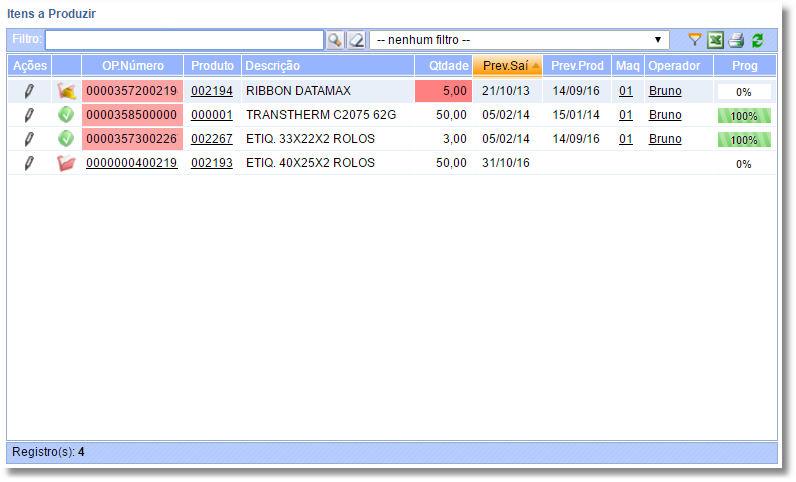 Itens a Produzir
Filtro: -- nenhum filtro --
Ações OP.Número Produto Descrição Qtdade Prev.Saí Prev.Prod Maq Operador Prog
0000357200219 002194 RIBBON DATAMAX 5,00 21/10/13 14/09/16 01 Bruno 0%
0000358500000 000001 TRANSTHERM C2075 62G 50,00 05/02/14 15/01/14 01 Bruno 100%
0000357300226 002267 ETIQ. 33X22X2 ROLOS 3,00 05/02/14 14/09/16 01 Bruno 100%
0000000400219 002193 ETIQ. 40X25X2 ROLOS 50,00 31/10/16 0%
Registro(s): 4